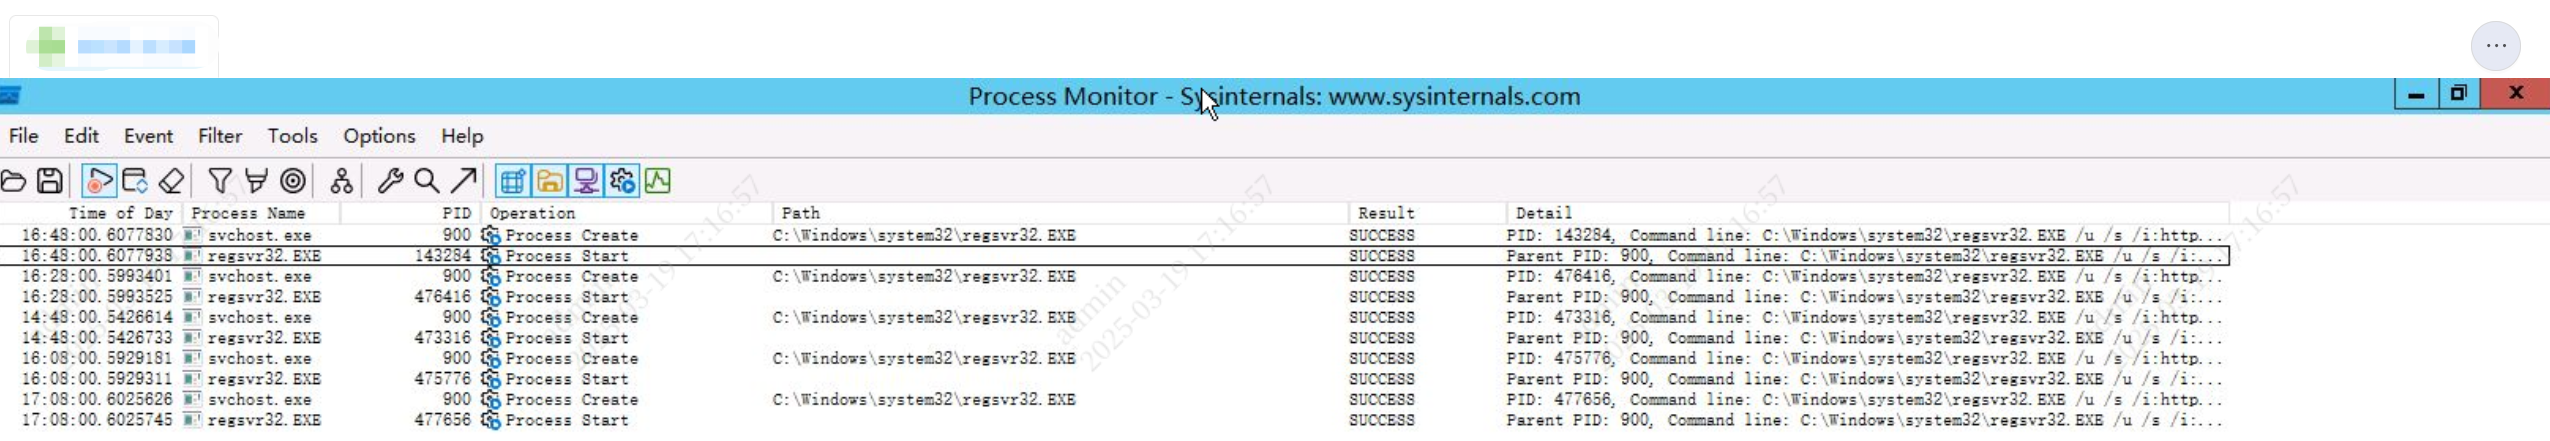 Process Monitor - Sysinternals: www.sysinternals.com
File Edit Event Filter Tools Options Help
Time of Day Process Name PID Operation Path Result Detail
16:48:00.6077830 svchost.exe 900 Process Create C:\Windows\system32\regsvr32.EXE SUCCESS PID: 143284, Command line: C:\Windows\system32\regsvr32.EXE /u /s /i:http...
16:48:00.6077938 regsvr32.EXE 143284 Process Start SUCCESS Parent PID: 900, Command line: C:\Windows\system32\regsvr32.EXE /u /s /i:...
16:28:00.5993401 svchost.exe 900 Process Create C:\Windows\system32\regsvr32.EXE SUCCESS PID: 476416, Command line: C:\Windows\system32\regsvr32.EXE /u /s /i:http...
16:28:00.5993525 regsvr32.EXE 476416 Process Start SUCCESS Parent PID: 900, Command line: C:\Windows\system32\regsvr32.EXE /u /s /i:...
14:48:00.5426614 svchost.exe 900 Process Create C:\Windows\system32\regsvr32.EXE SUCCESS PID: 473316, Command line: C:\Windows\system32\regsvr32.EXE /u /s /i:http...
14:48:00.5426733 regsvr32.EXE 473316 Process Start SUCCESS Parent PID: 900, Command line: C:\Windows\system32\regsvr32.EXE /u /s /i:...
16:08:00.5929181 svchost.exe 900 Process Create C:\Windows\system32\regsvr32.EXE SUCCESS PID: 475776, Command line: C:\Windows\system32\regsvr32.EXE /u /s /i:http...
16:08:00.5929311 regsvr32.EXE 475776 Process Start SUCCESS Parent PID: 900, Command line: C:\Windows\system32\regsvr32.EXE /u /s /i:...
17:08:00.6025626 svchost.exe 900 Process Create C:\Windows\system32\regsvr32.EXE SUCCESS PID: 477656, Command line: C:\Windows\system32\regsvr32.EXE /u /s /i:http...
17:08:00.6025745 regsvr32.EXE 477656 Process Start SUCCESS Parent PID: 900, Command line: C:\Windows\system32\regsvr32.EXE /u /s /i:...
admin
2025-03-19 17:16:57